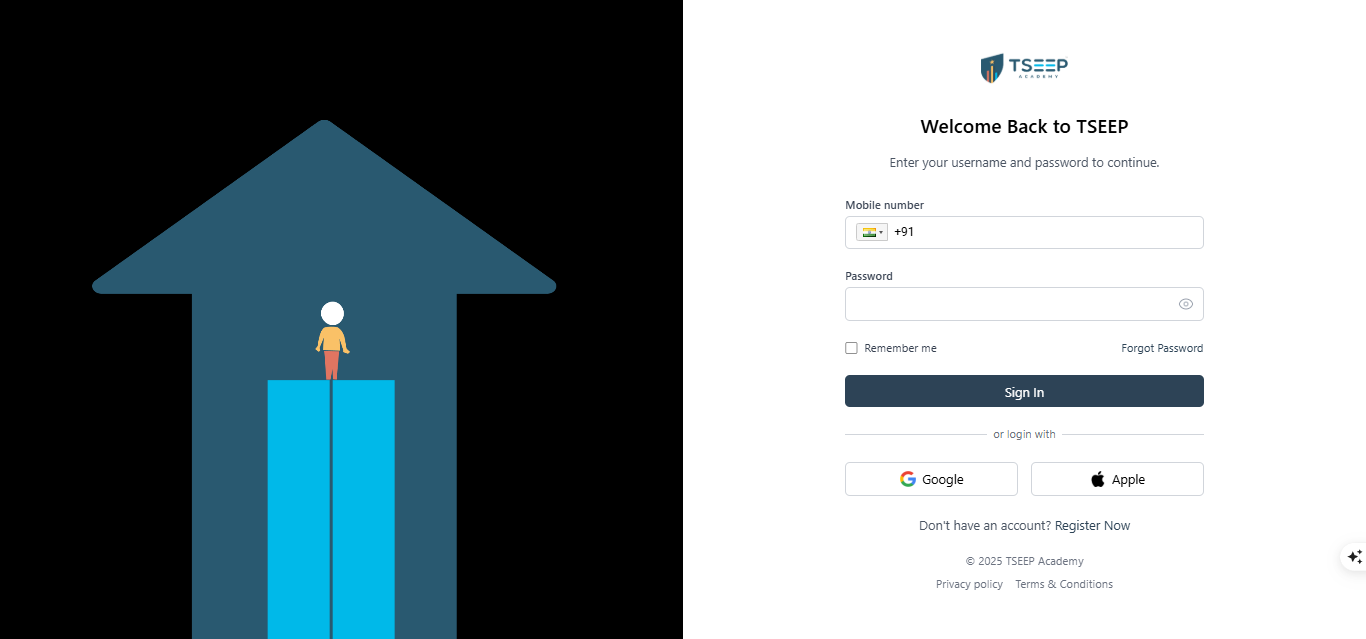 TSEEP
ACADEMY
Welcome Back to TSEEP
Enter your username and password to continue.
Mobile number
+91
Password
Remember me
Forgot Password
Sign In
or login with
Google
Apple
Don't have an account? Register Now
© 2025 TSEEP Academy
Privacy policy Terms & Conditions